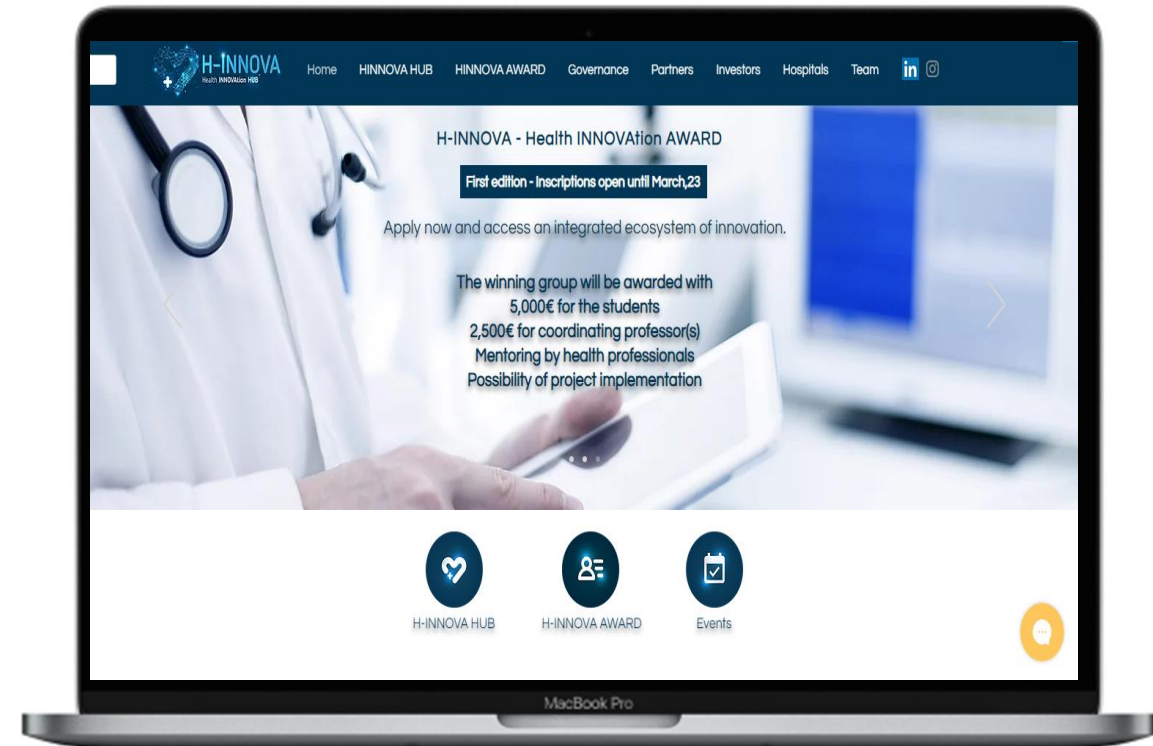 H-INNOVA
Health INNOVAtion HUB
Home HINNOVA HUB HINNOVA AWARD Governance Partners Investors Hospitals Team in
H-INNOVA - Health INNOVAtion AWARD
First edition - Inscriptions open until March,23
Apply now and access an integrated ecosystem of innovation.
The winning group will be awarded with
5,000€ for the students
2,500€ for coordinating professor(s)
Mentoring by health professionals
Possibility of project implementation
H-INNOVA HUB H-INNOVA AWARD Events
MacBook Pro